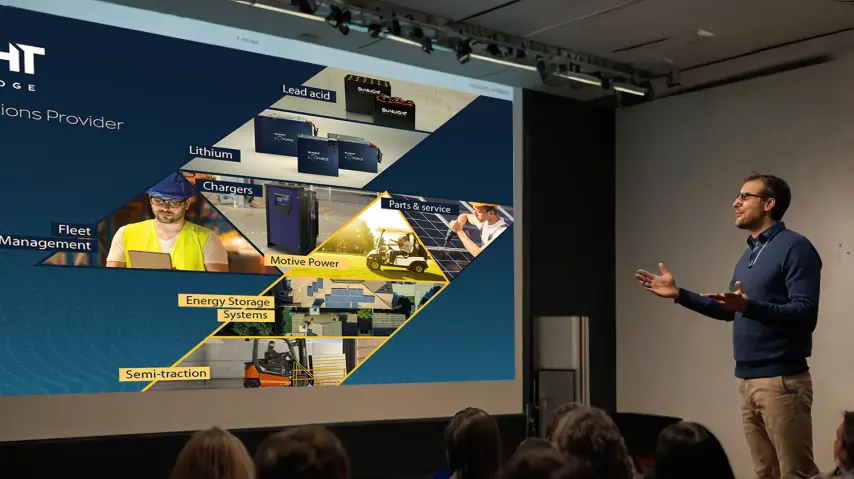 HT
DGE
ions Provider
Lead acid
SUNLIGHT
Lithium
Chargers
Parts & service
Fleet
Management
Motive Power
Energy Storage
Systems
Semi-traction